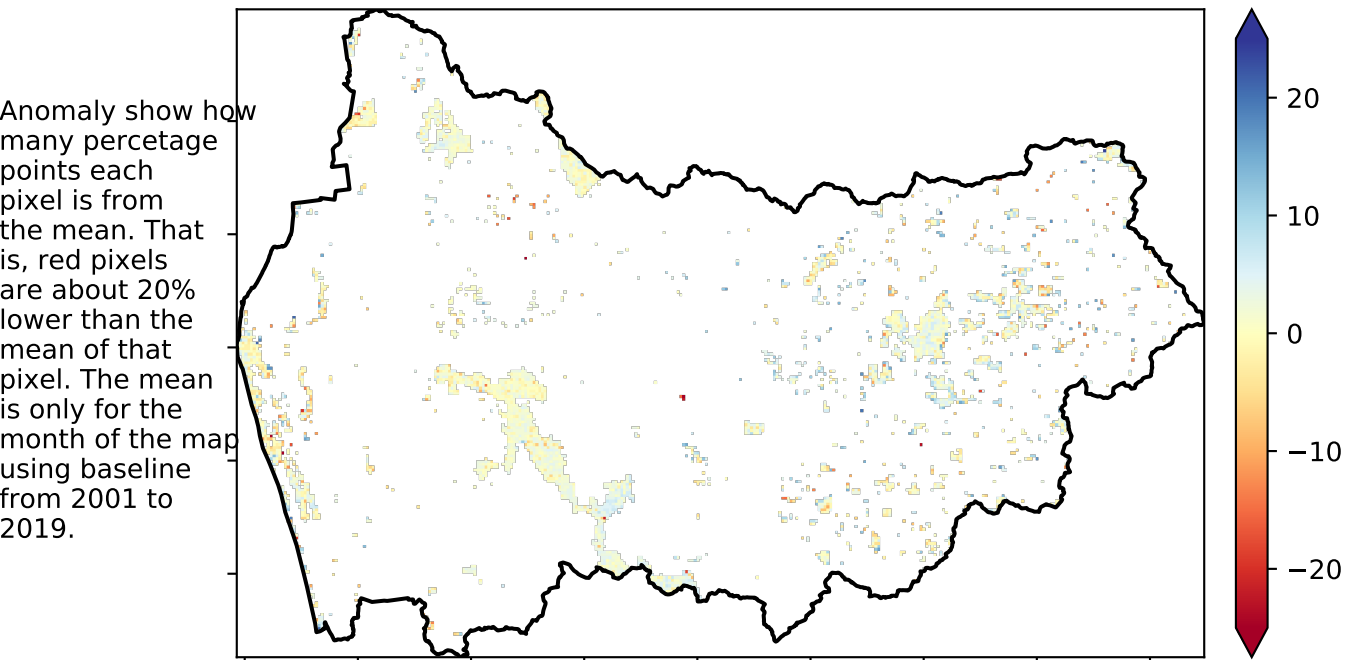 Anomaly show how
many percetage
points each
pixel is from
the mean. That
is, red pixels
are about 20%
lower than the
mean of that
pixel. The mean
is only for the
month of the map
using baseline
from 2001 to
2019.
20
10
0
−10
−20